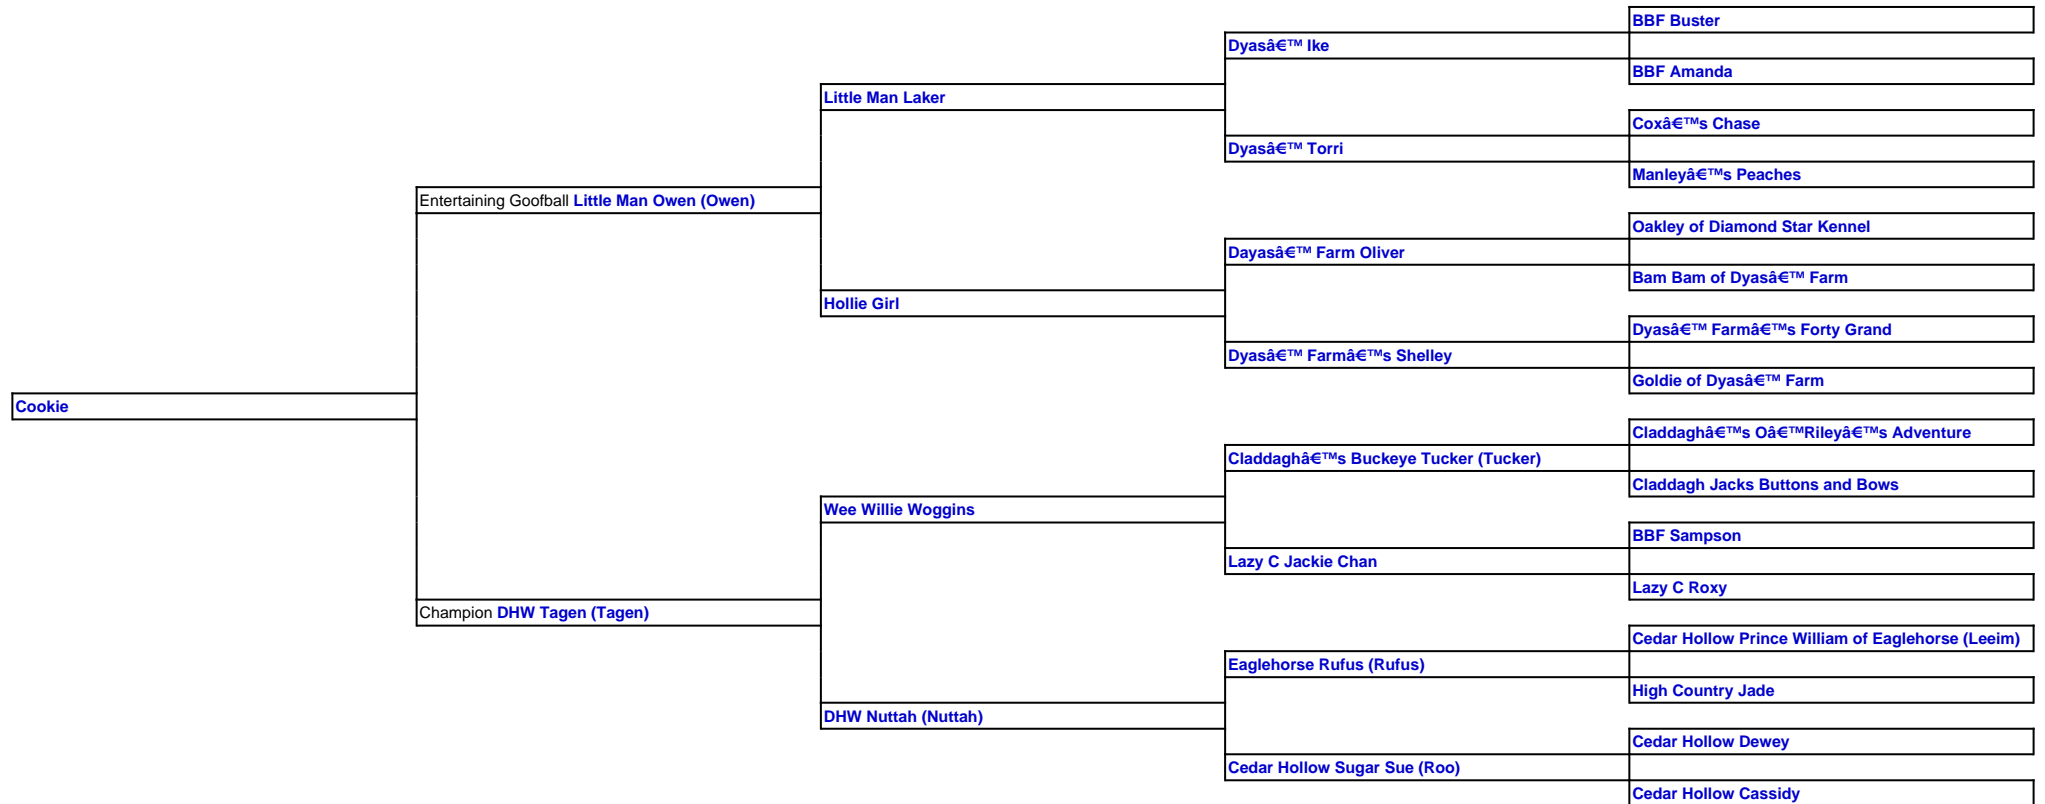 BBF Buster
Dyasâ€™ Ike
BBF Amanda
Little Man Laker
Coxâ€™s Chase
Dyasâ€™ Torri
Manleyâ€™s Peaches
Entertaining Goofball Little Man Owen (Owen)
Oakley of Diamond Star Kennel
Dayasâ€™ Farm Oliver
Bam Bam of Dyasâ€™ Farm
Hollie Girl
Dyasâ€™ Farmâ€™s Forty Grand
Dyasâ€™ Farmâ€™s Shelley
Goldie of Dyasâ€™ Farm
Cookie
Claddaghâ€™s Oâ€™Rileyâ€™s Adventure
Claddaghâ€™s Buckeye Tucker (Tucker)
Claddagh Jacks Buttons and Bows
Wee Willie Woggins
BBF Sampson
Lazy C Jackie Chan
Lazy C Roxy
Champion DHW Tagen (Tagen)
Cedar Hollow Prince William of Eaglehorse (Leeim)
Eaglehorse Rufus (Rufus)
High Country Jade
DHW Nuttah (Nuttah)
Cedar Hollow Dewey
Cedar Hollow Sugar Sue (Roo)
Cedar Hollow Cassidy